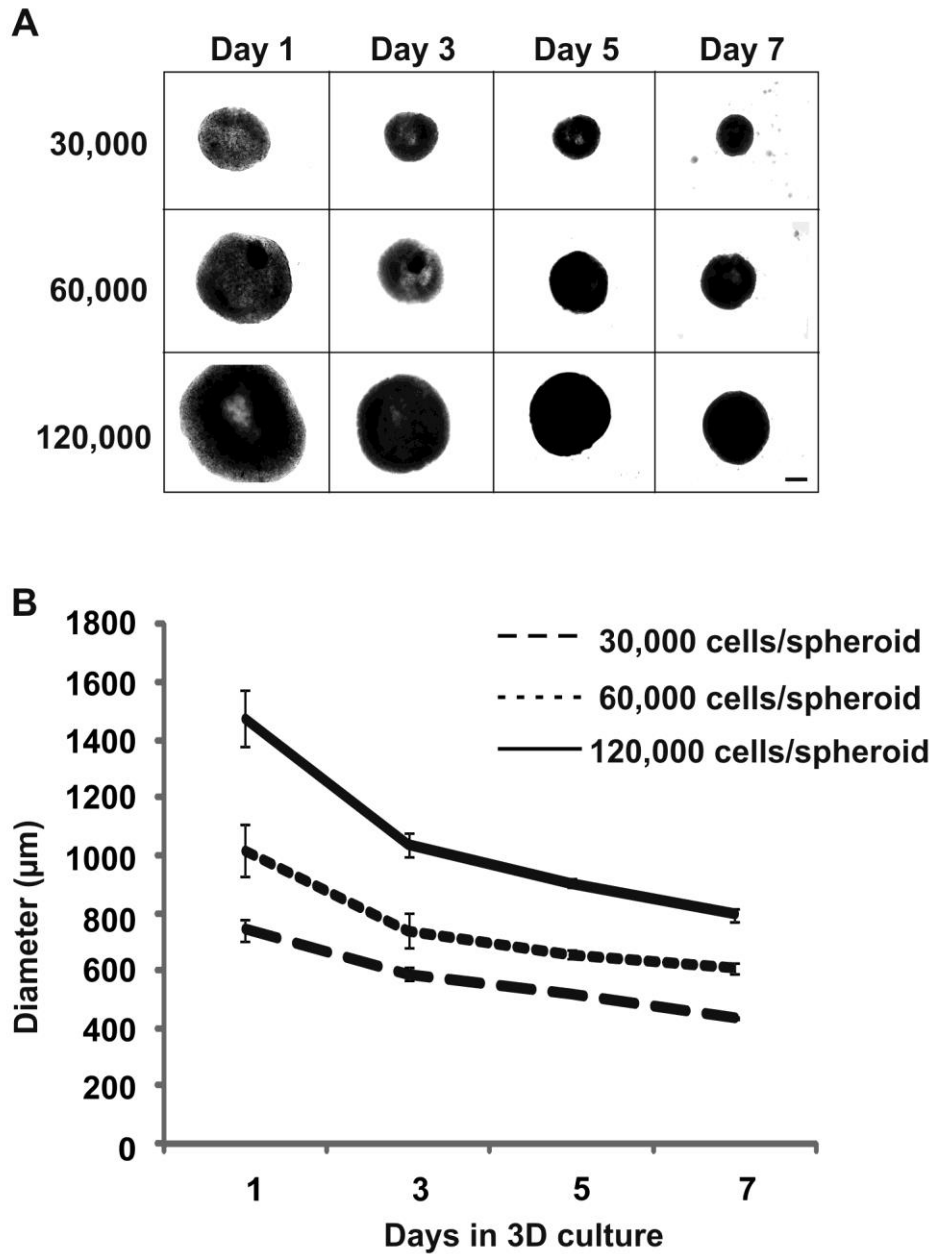 A
Day 1 Day 3 Day 5 Day 7
30,000
60,000
120,000
B
1800
1600
1400
1200
1000
800
600
400
200
0
Diameter (µm)
30,000 cells/spheroid
60,000 cells/spheroid
120,000 cells/spheroid
1 3 5 7
Days in 3D culture